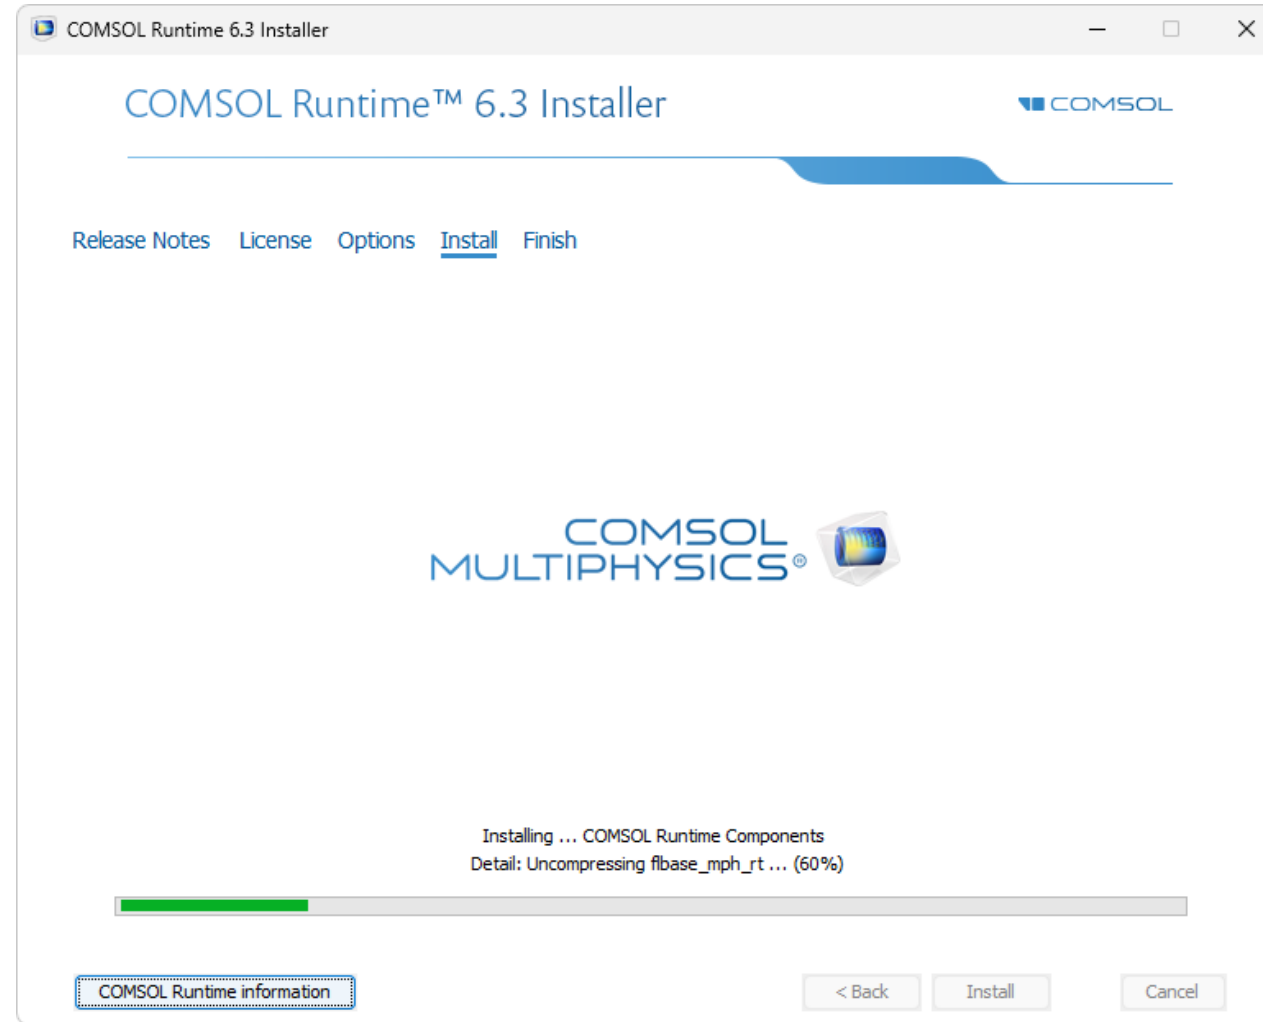 COMSOL Runtime 6.3 Installer
COMSOL Runtime™ 6.3 Installer
COMSOL
Release Notes License Options Install Finish
COMSOL
MULTIPHYSICS®
Installing ... COMSOL Runtime Components
Detail: Uncompressing flbase_mph_rt ... (60%)
COMSOL Runtime information
< Back Install Cancel